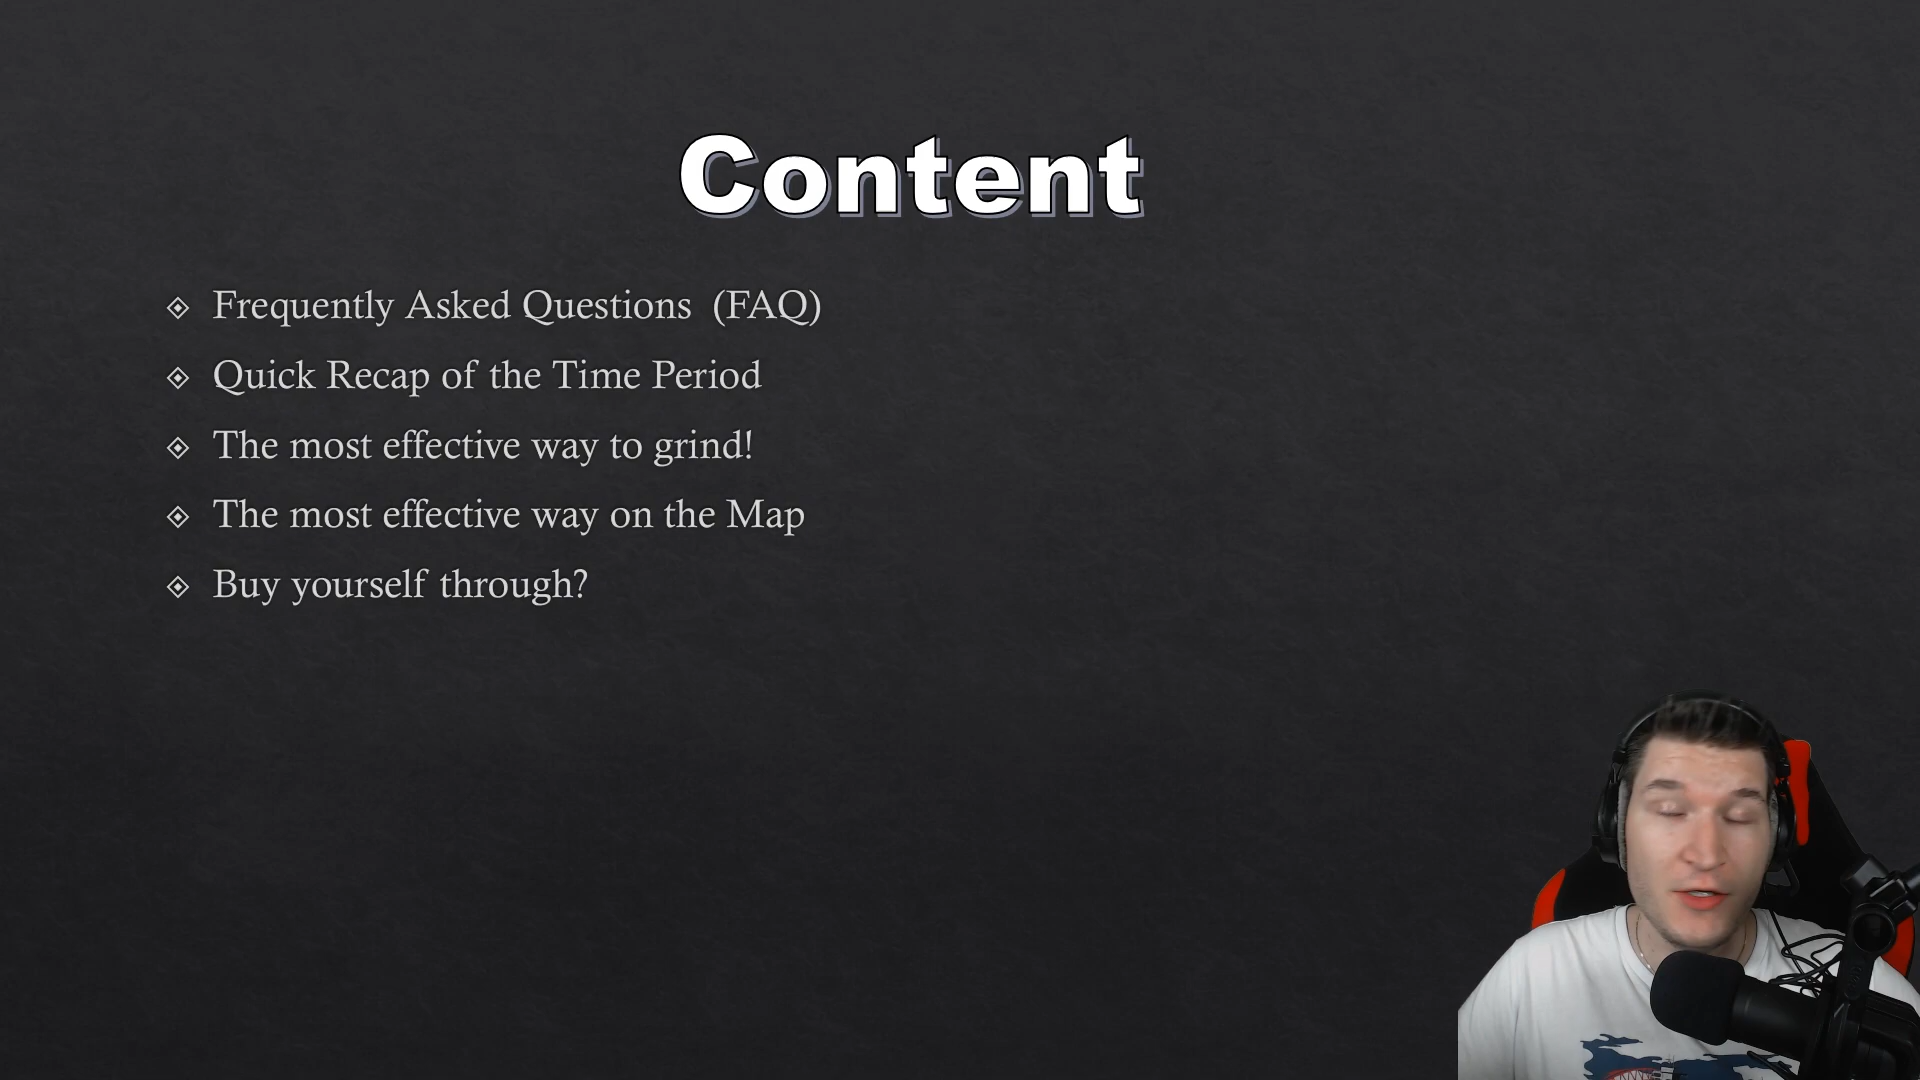 Content
Frequently Asked Questions (FAQ)
Quick Recap of the Time Period
The most effective way to grind!
The most effective way on the Map
Buy yourself through?